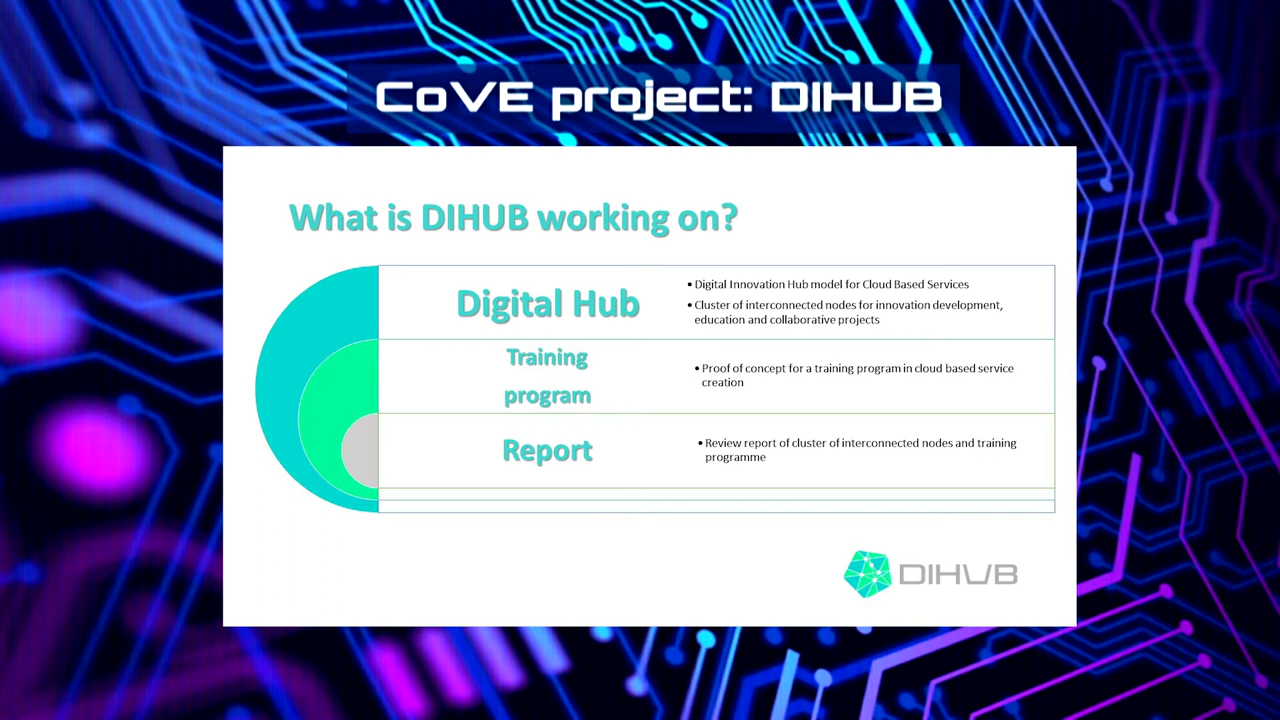 CoVE project: DIHUB
What is DIHUB working on?
Digital Hub
• Digital Innovation Hub model for Cloud Based Services
• Cluster of interconnected nodes for innovation development,
education and collaborative projects
Training
program
• Proof of concept for a training program in cloud based service
creation
Report
• Review report of cluster of interconnected nodes and training
programme
DIHUB